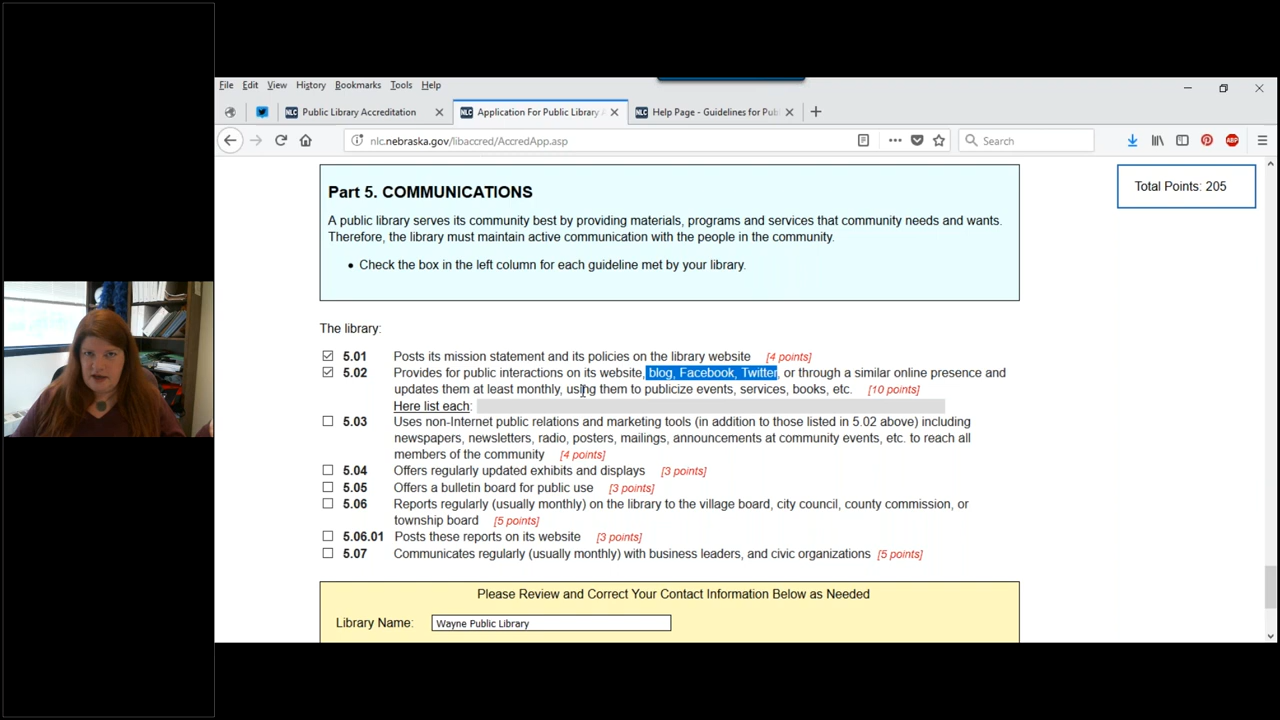 File Edit View History Bookmarks Tools Help
NLC Public Library Accreditation × NLC Application For Public Library × NLC Help Page - Guidelines for Pub × +
nlc.nebraska.gov/libaccred/AccredApp.asp Search ABP
Part 5. COMMUNICATIONS
A public library serves its community best by providing materials, programs and services that community needs and wants.
Therefore, the library must maintain active communication with the people in the community.
• Check the box in the left column for each guideline met by your library.
Total Points: 205
The library:
5.01 Posts its mission statement and its policies on the library website [4 points]
5.02 Provides for public interactions on its website, blog, Facebook, Twitter, or through a similar online presence and
updates them at least monthly, using them to publicize events, services, books, etc. [10 points]
Here list each:
5.03 Uses non-Internet public relations and marketing tools (in addition to those listed in 5.02 above) including
newspapers, newsletters, radio, posters, mailings, announcements at community events, etc. to reach all
members of the community [4 points]
5.04 Offers regularly updated exhibits and displays [3 points]
5.05 Offers a bulletin board for public use [3 points]
5.06 Reports regularly (usually monthly) on the library to the village board, city council, county commission, or
township board [5 points]
5.06.01 Posts these reports on its website [3 points]
5.07 Communicates regularly (usually monthly) with business leaders, and civic organizations [5 points]
Please Review and Correct Your Contact Information Below as Needed
Library Name: Wayne Public Library